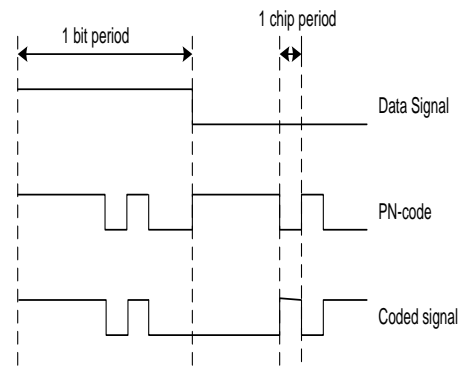 1 chip period
1 bit period
Data Signal
PN-code
Coded signal